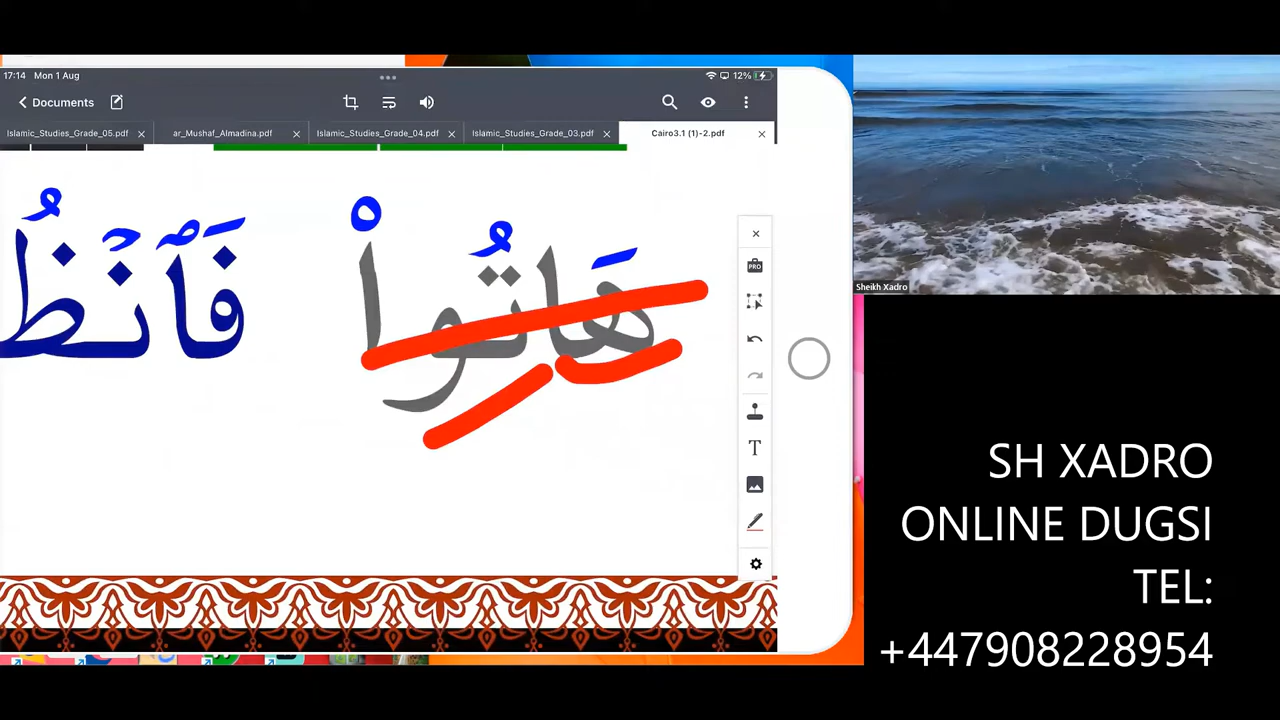 17:14 Mon 1 Aug
12%
Documents
Islamic_Studies_Grade_05.pdf
ar_Mushaf_Almadina.pdf
Islamic_Studies_Grade_04.pdf
Islamic_Studies_Grade_03.pdf
Cairo3.1 (1)-2.pdf
هَاتُوا۟
PRO
T
Sheikh Xadro
SH XADRO
ONLINE DUGSI
TEL:
+447908228954